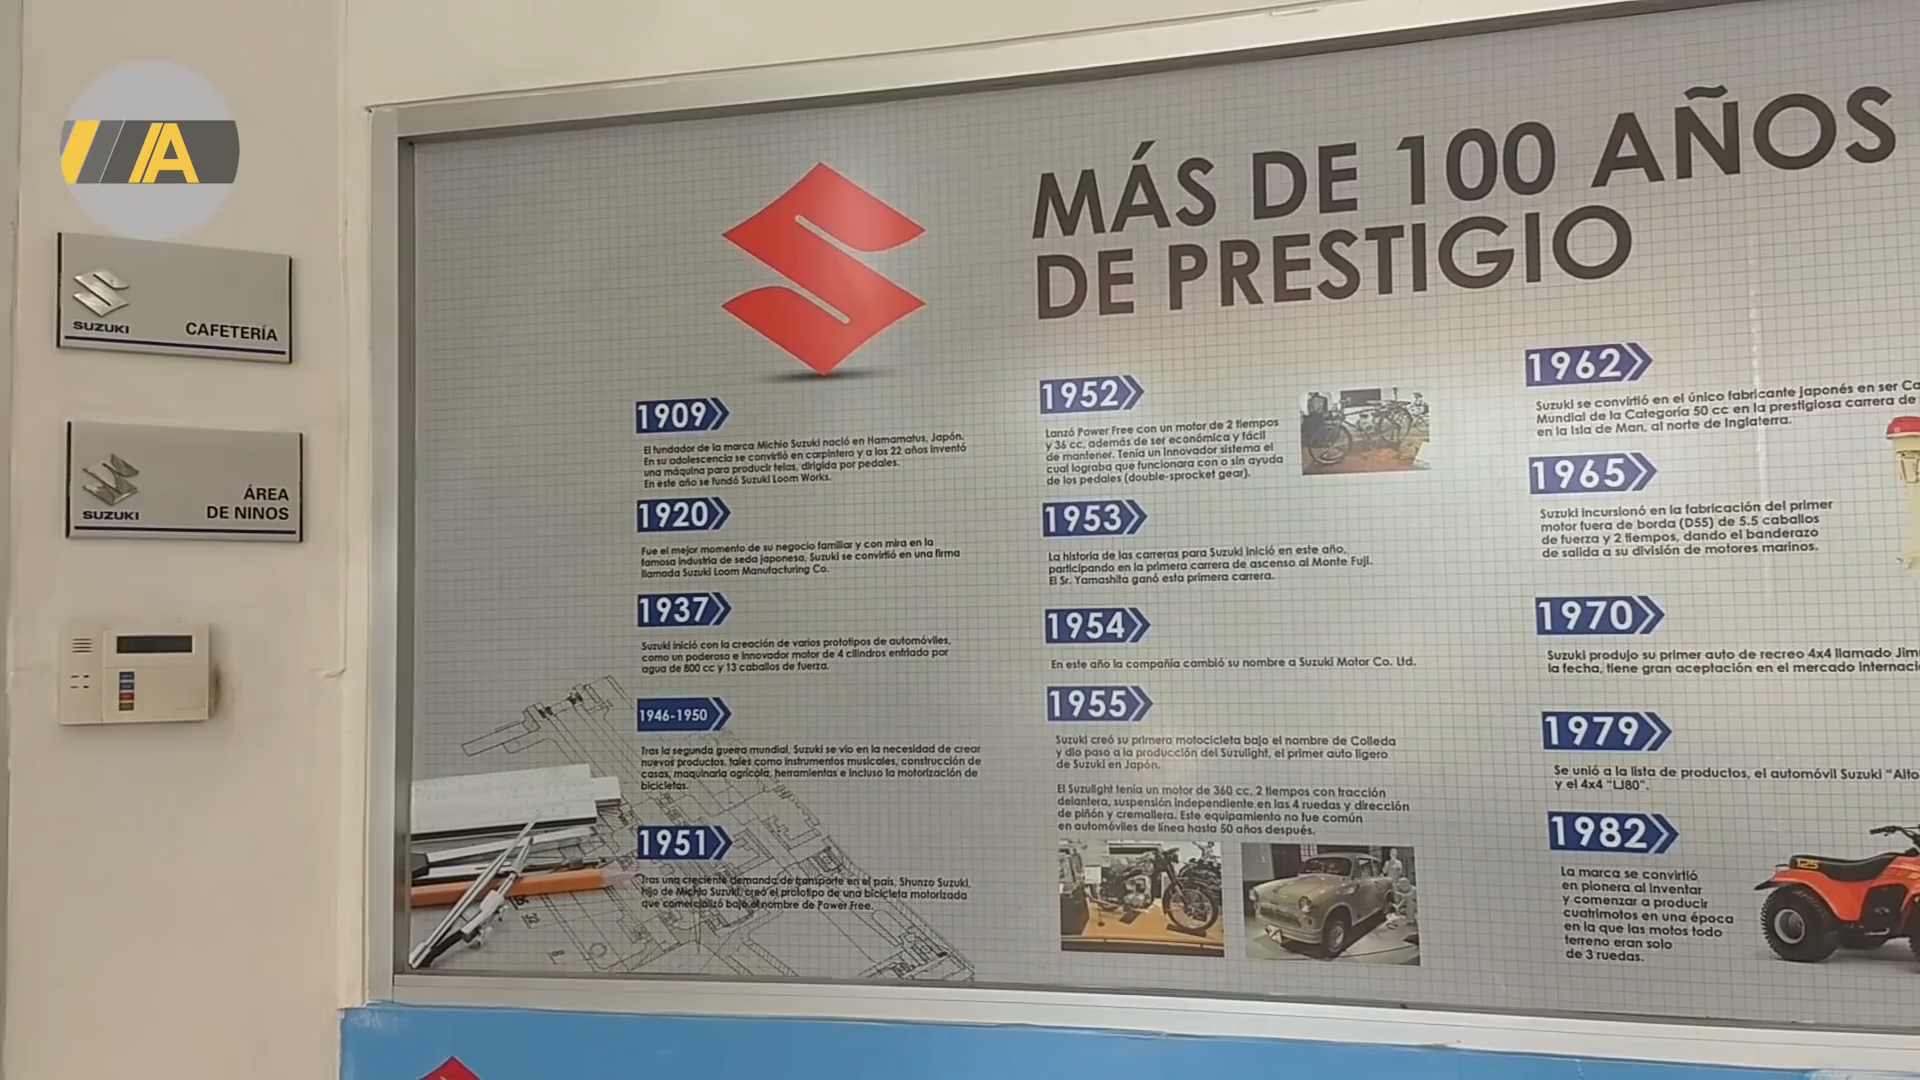 A
SUZUKI
CAFETERÍA
SUZUKI
ÁREA
DE NINOS
MÁS DE 100 AÑOS
DE PRESTIGIO
1909
El fundador de la marca Michio Suzuki nació en Hamamatus, Japón.
En su adolescencia se convirtió en carpintero y a los 22 años inventó
una máquina para producir telas, dirigida por pedales.
En este año se fundó Suzuki Loom Works.
1920
Fue el mejor momento de su negocio familiar y con mira en la
famosa industria de seda japonesa, Suzuki se convirtió en una firma
llamada Suzuki Loom Manufacturing Co.
1937
Suzuki inició con la creación de varios prototipos de automóviles,
como un poderoso e innovador motor de 4 cilindros enfriado por
agua de 800 cc y 13 caballos de fuerza.
1946-1950
Tras la segunda guerra mundial, Suzuki se vio en la necesidad de crear
nuevos productos, tales como instrumentos musicales, construcción de
casas, maquinaria agrícola, herramientas e incluso la motorización de
bicicletas.
1951
Tras una creciente demanda de transporte en el país, Shunzo Suzuki,
hijo de Michio Suzuki, creó el prototipo de una bicicleta motorizada
que comercializó bajo el nombre de Power Free.
1952
Lanzó Power Free con un motor de 2 tiempos
y 36 cc, además de ser económica y fácil
de mantener. Tenía un innovador sistema el
cual lograba que funcionara con o sin ayuda
de los pedales (double-sprocket gear).
1953
La historia de las carreras para Suzuki inició en este año,
participando en la primera carrera de ascenso al Monte Fuji.
El Sr. Yamashita ganó esta primera carrera.
1954
En este año la compañía cambió su nombre a Suzuki Motor Co. Ltd.
1955
Suzuki creó su primera motocicleta bajo el nombre de Colleda
y dio paso a la producción del Suzulight, el primer auto ligero
de Suzuki en Japón.
El Suzulight tenía un motor de 360 cc, 2 tiempos con tracción
delantera, suspensión independiente en las 4 ruedas y dirección
de piñón y cremallera. Este equipamiento no fue común
en automóviles de línea hasta 50 años después.
1962
Suzuki se convirtió en el único fabricante japonés en ser Ca
Mundial de la Categoría 50 cc en la prestigiosa carrera de
en la Isla de Man, al norte de Inglaterra.
1965
Suzuki incursionó en la fabricación del primer
motor fuera de borda (D55) de 5.5 caballos
de fuerza y 2 tiempos, dando el banderazo
de salida a su división de motores marinos.
1970
Suzuki produjo su primer auto de recreo 4x4 llamado Jim
la fecha, tiene gran aceptación en el mercado internaci
1979
Se unió a la lista de productos, el automóvil Suzuki "Alto
y el 4x4 "LJ80".
1982
La marca se convirtió
en pionera al inventar
y comenzar a producir
cuatrimotos en una época
en la que las motos todo
terreno eran solo
de 3 ruedas.
125